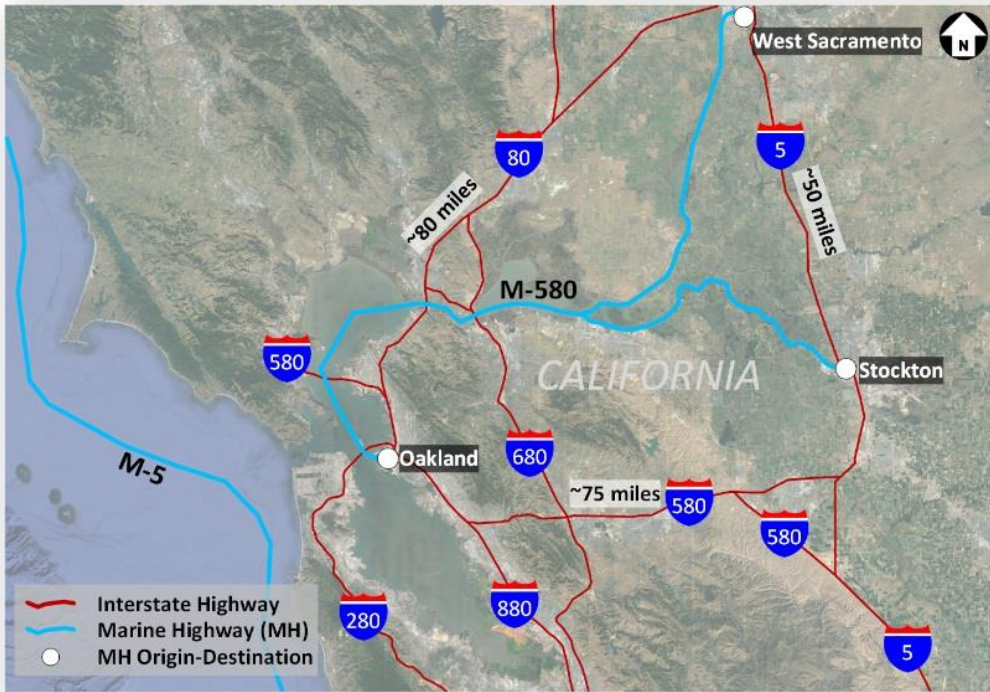 West Sacramento
N
80
5
~80 miles
~50 miles
M-580
580
CALIFORNIA
Stockton
M-5
Oakland
680
~75 miles
580
580
Interstate Highway
Marine Highway (MH)
MH Origin-Destination
280
880
5